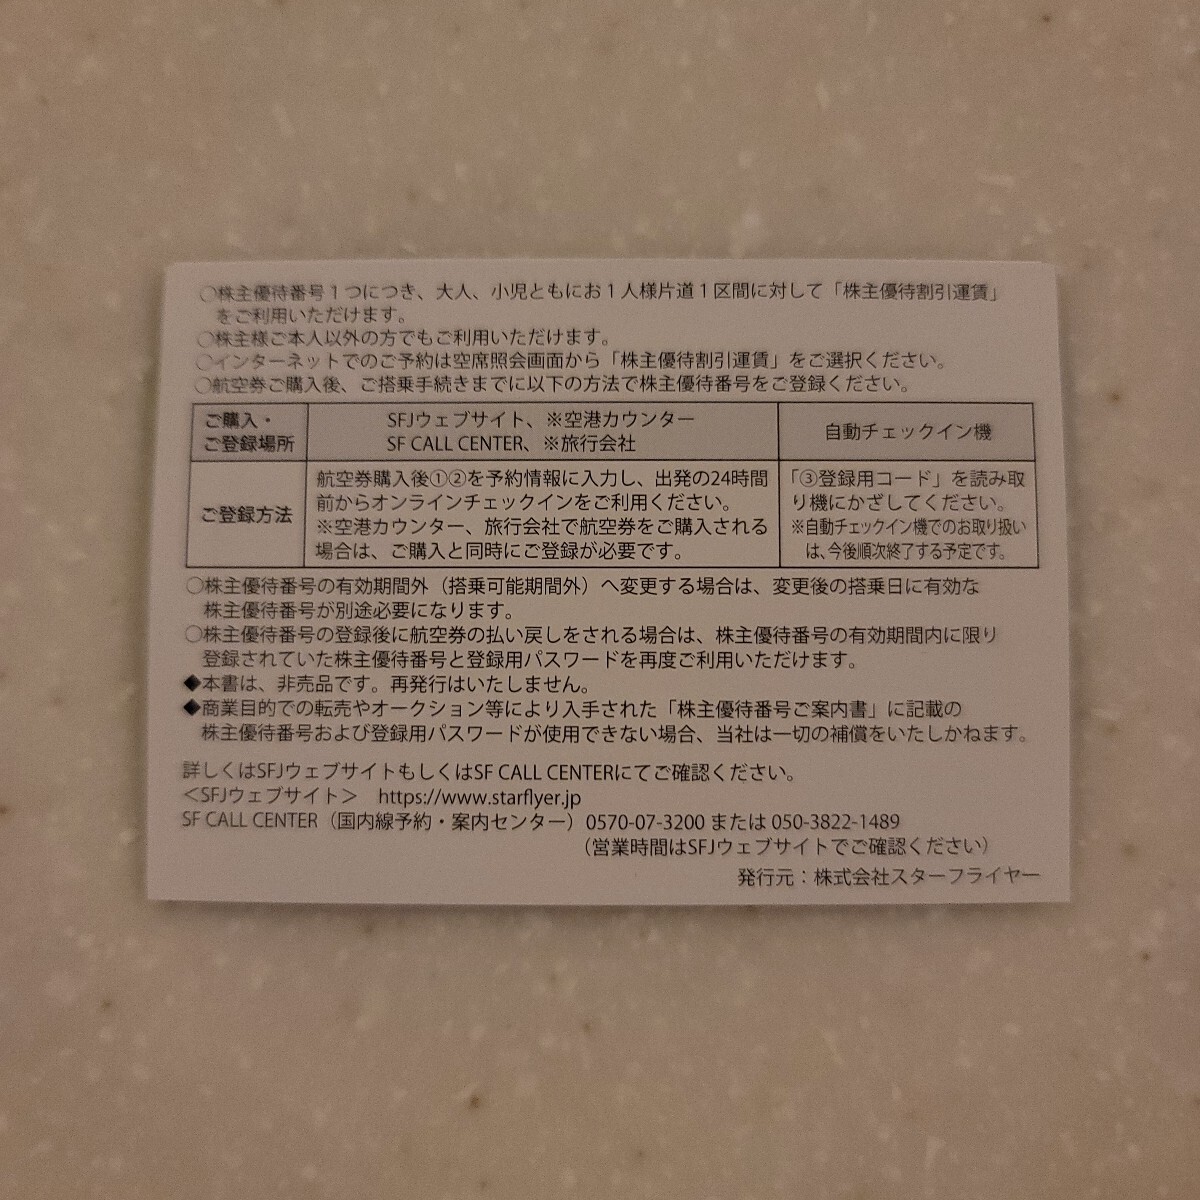 ○株主優待番号１つにつき、大人、小児ともにお１人様片道１区間に対して「株主優待割引運賃」
をご利用いただけます。
○株主様ご本人以外の方でもご利用いただけます。
○インターネットでのご予約は空席照会画面から「株主優待割引運賃」をご選択ください。
○航空券ご購入後、ご搭乗手続きまでに以下の方法で株主優待番号をご登録ください。
ご購入・
ご登録場所
SFJウェブサイト、※空港カウンター
SF CALL CENTER、※旅行会社
自動チェックイン機
ご登録方法
航空券購入後①②を予約情報に入力し、出発の24時間
前からオンラインチェックインをご利用ください。
※空港カウンター、旅行会社で航空券をご購入される
場合は、ご購入と同時にご登録が必要です。
「③登録用コード」を読み取
り機にかざしてください。
※自動チェックイン機でのお取り扱い
は、今後順次終了する予定です。
○株主優待番号の有効期間外（搭乗可能期間外）へ変更する場合は、変更後の搭乗日に有効な
株主優待番号が別途必要になります。
○株主優待番号の登録後に航空券の払い戻しをされる場合は、株主優待番号の有効期間内に限り
登録されていた株主優待番号と登録用パスワードを再度ご利用いただけます。
◆本書は、非売品です。再発行はいたしません。
◆商業目的での転売やオークション等により入手された「株主優待番号ご案内書」に記載の
株主優待番号および登録用パスワードが使用できない場合、当社は一切の補償をいたしかねます。
詳しくはSFJウェブサイトもしくはSF CALL CENTERにてご確認ください。
＜SFJウェブサイト＞ https://www.starflyer.jp
SF CALL CENTER（国内線予約・案内センター）0570-07-3200 または 050-3822-1489
（営業時間はSFJウェブサイトでご確認ください）
発行元：株式会社スターフライヤー